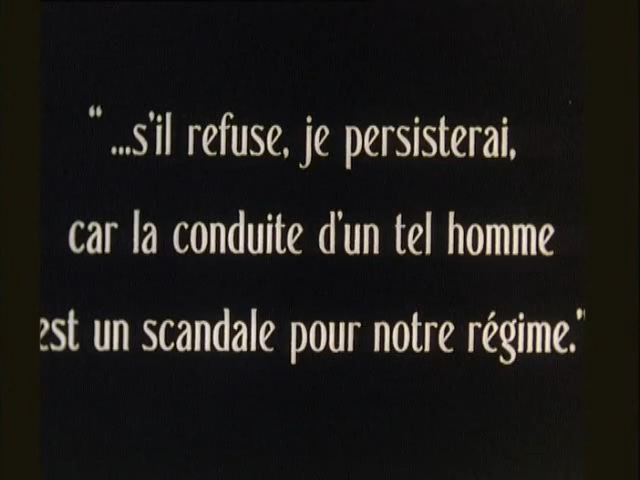 “...s'il refuse, je persisterai,
car la conduite d'un tel homme
est un scandale pour notre régime."